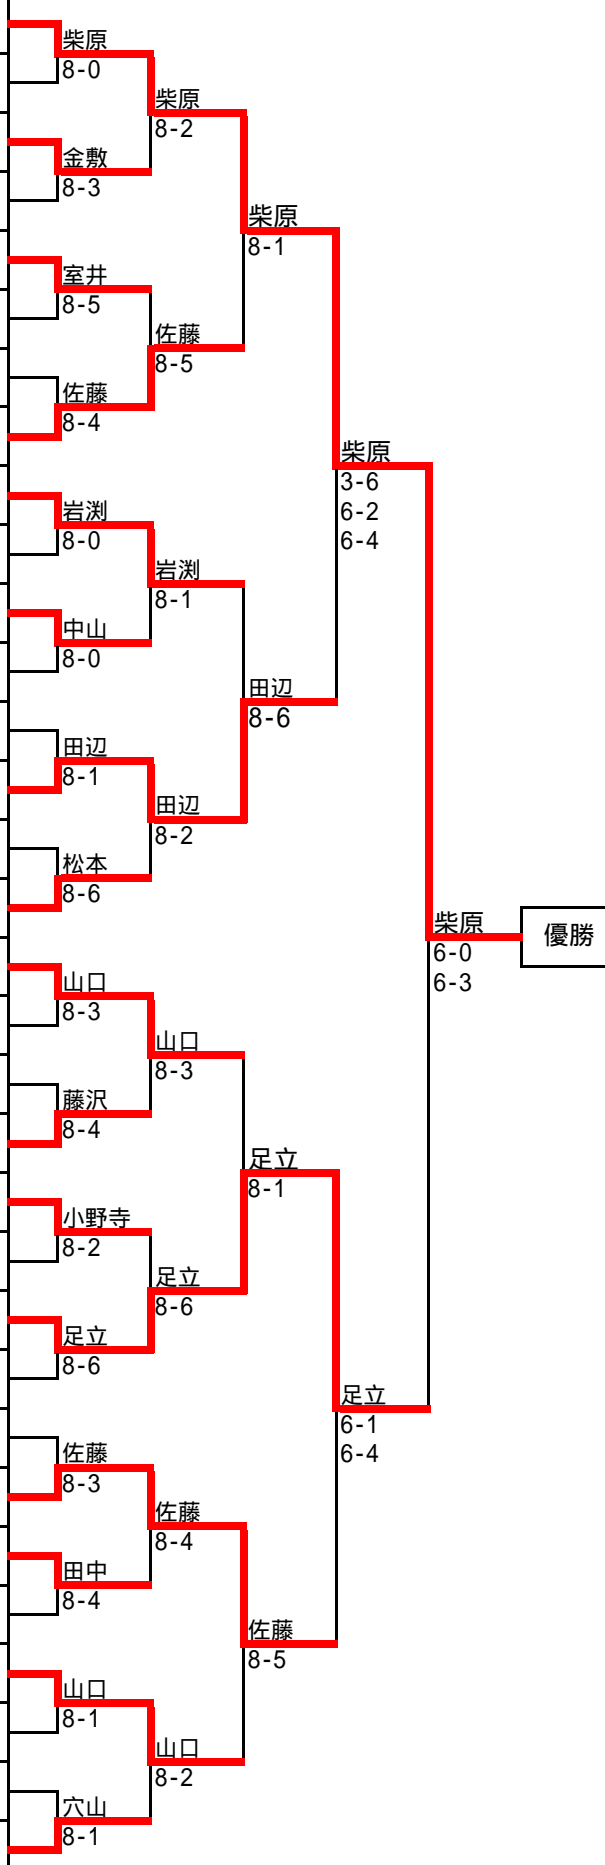 柴原
8-0
柴原
8-2
金敷
8-3
柴原
8-1
室井
8-5
佐藤
8-5
佐藤
8-4
柴原
3-6
6-2
6-4
岩渕
8-0
岩渕
8-1
中山
8-0
田辺
8-6
田辺
8-1
田辺
8-2
松本
8-6
柴原
6-0
6-3
優勝
山口
8-3
山口
8-3
藤沢
8-4
足立
8-1
小野寺
8-2
足立
8-6
足立
8-6
足立
6-1
6-4
佐藤
8-3
佐藤
8-4
田中
8-4
佐藤
8-5
山口
8-1
山口
8-2
穴山
8-1